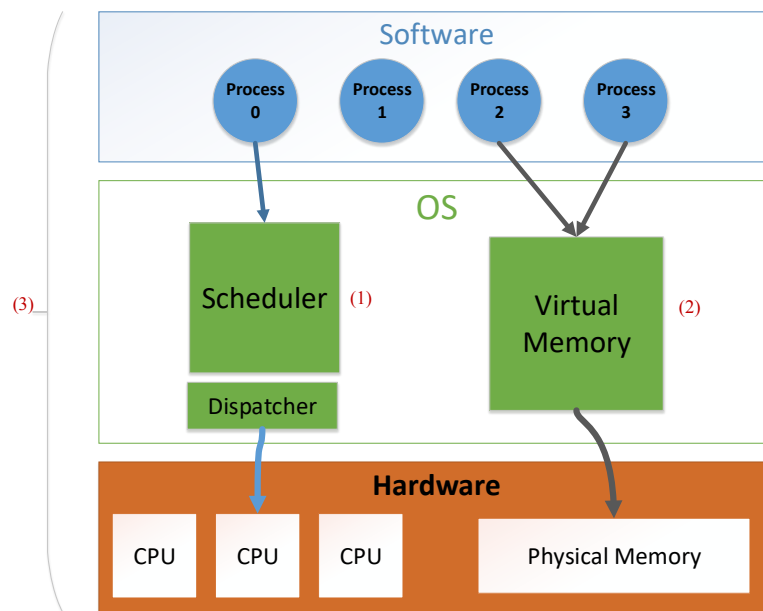 Software
Process
0
Process
1
Process
2
Process
3
OS
Scheduler
(1)
Virtual
Memory
(2)
(3)
Dispatcher
Hardware
CPU
CPU
CPU
Physical Memory